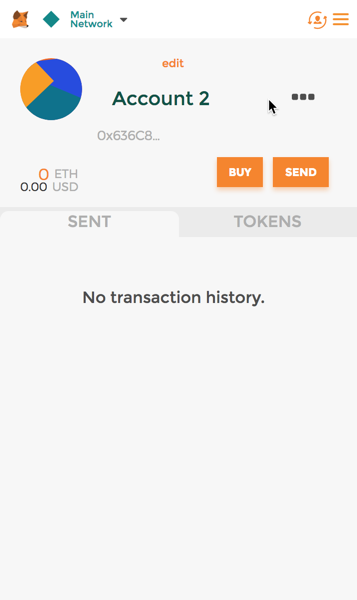 Main
Network
edit
Account 2
0x636C8...
0 ETH
0.00 USD
BUY
SEND
SENT
TOKENS
No transaction history.